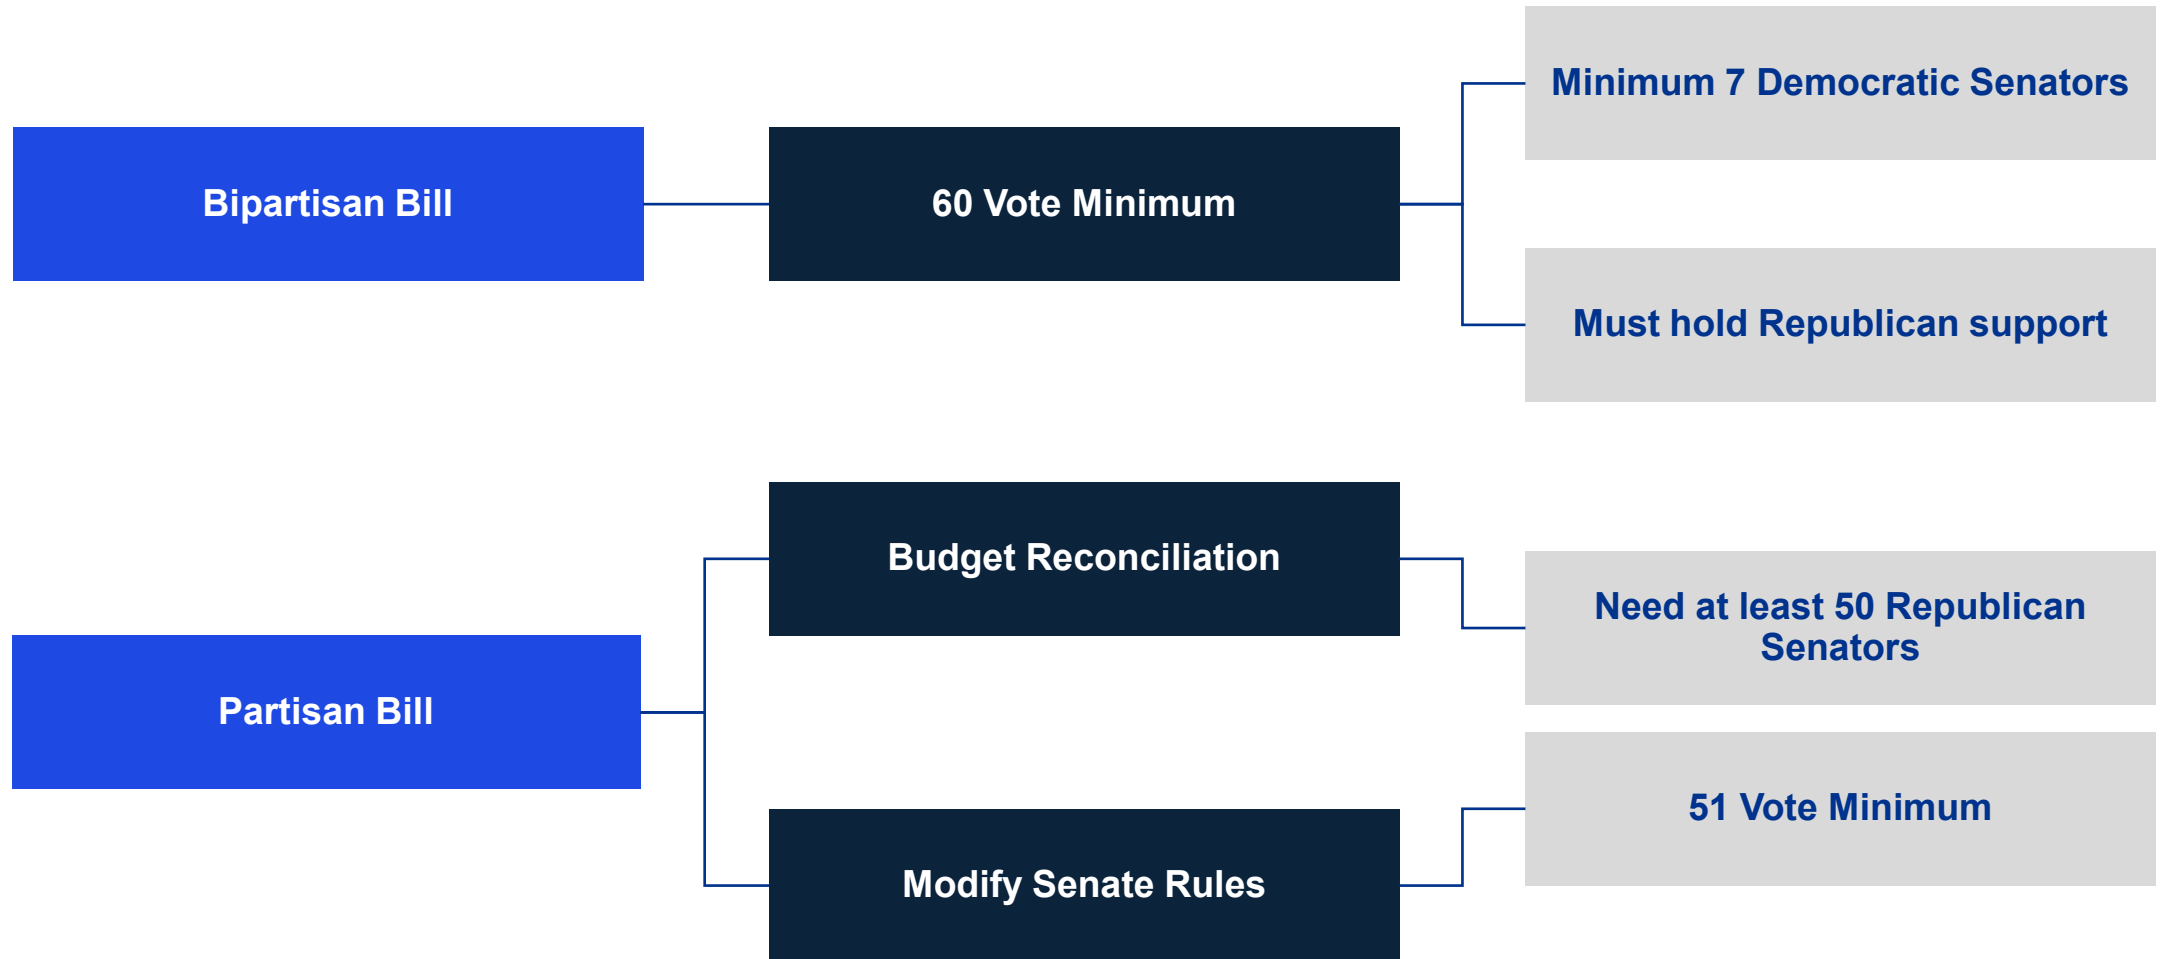 Bipartisan Bill
60 Vote Minimum
Minimum 7 Democratic Senators
Must hold Republican support
Partisan Bill
Budget Reconciliation
Need at least 50 Republican
Senators
Modify Senate Rules
51 Vote Minimum